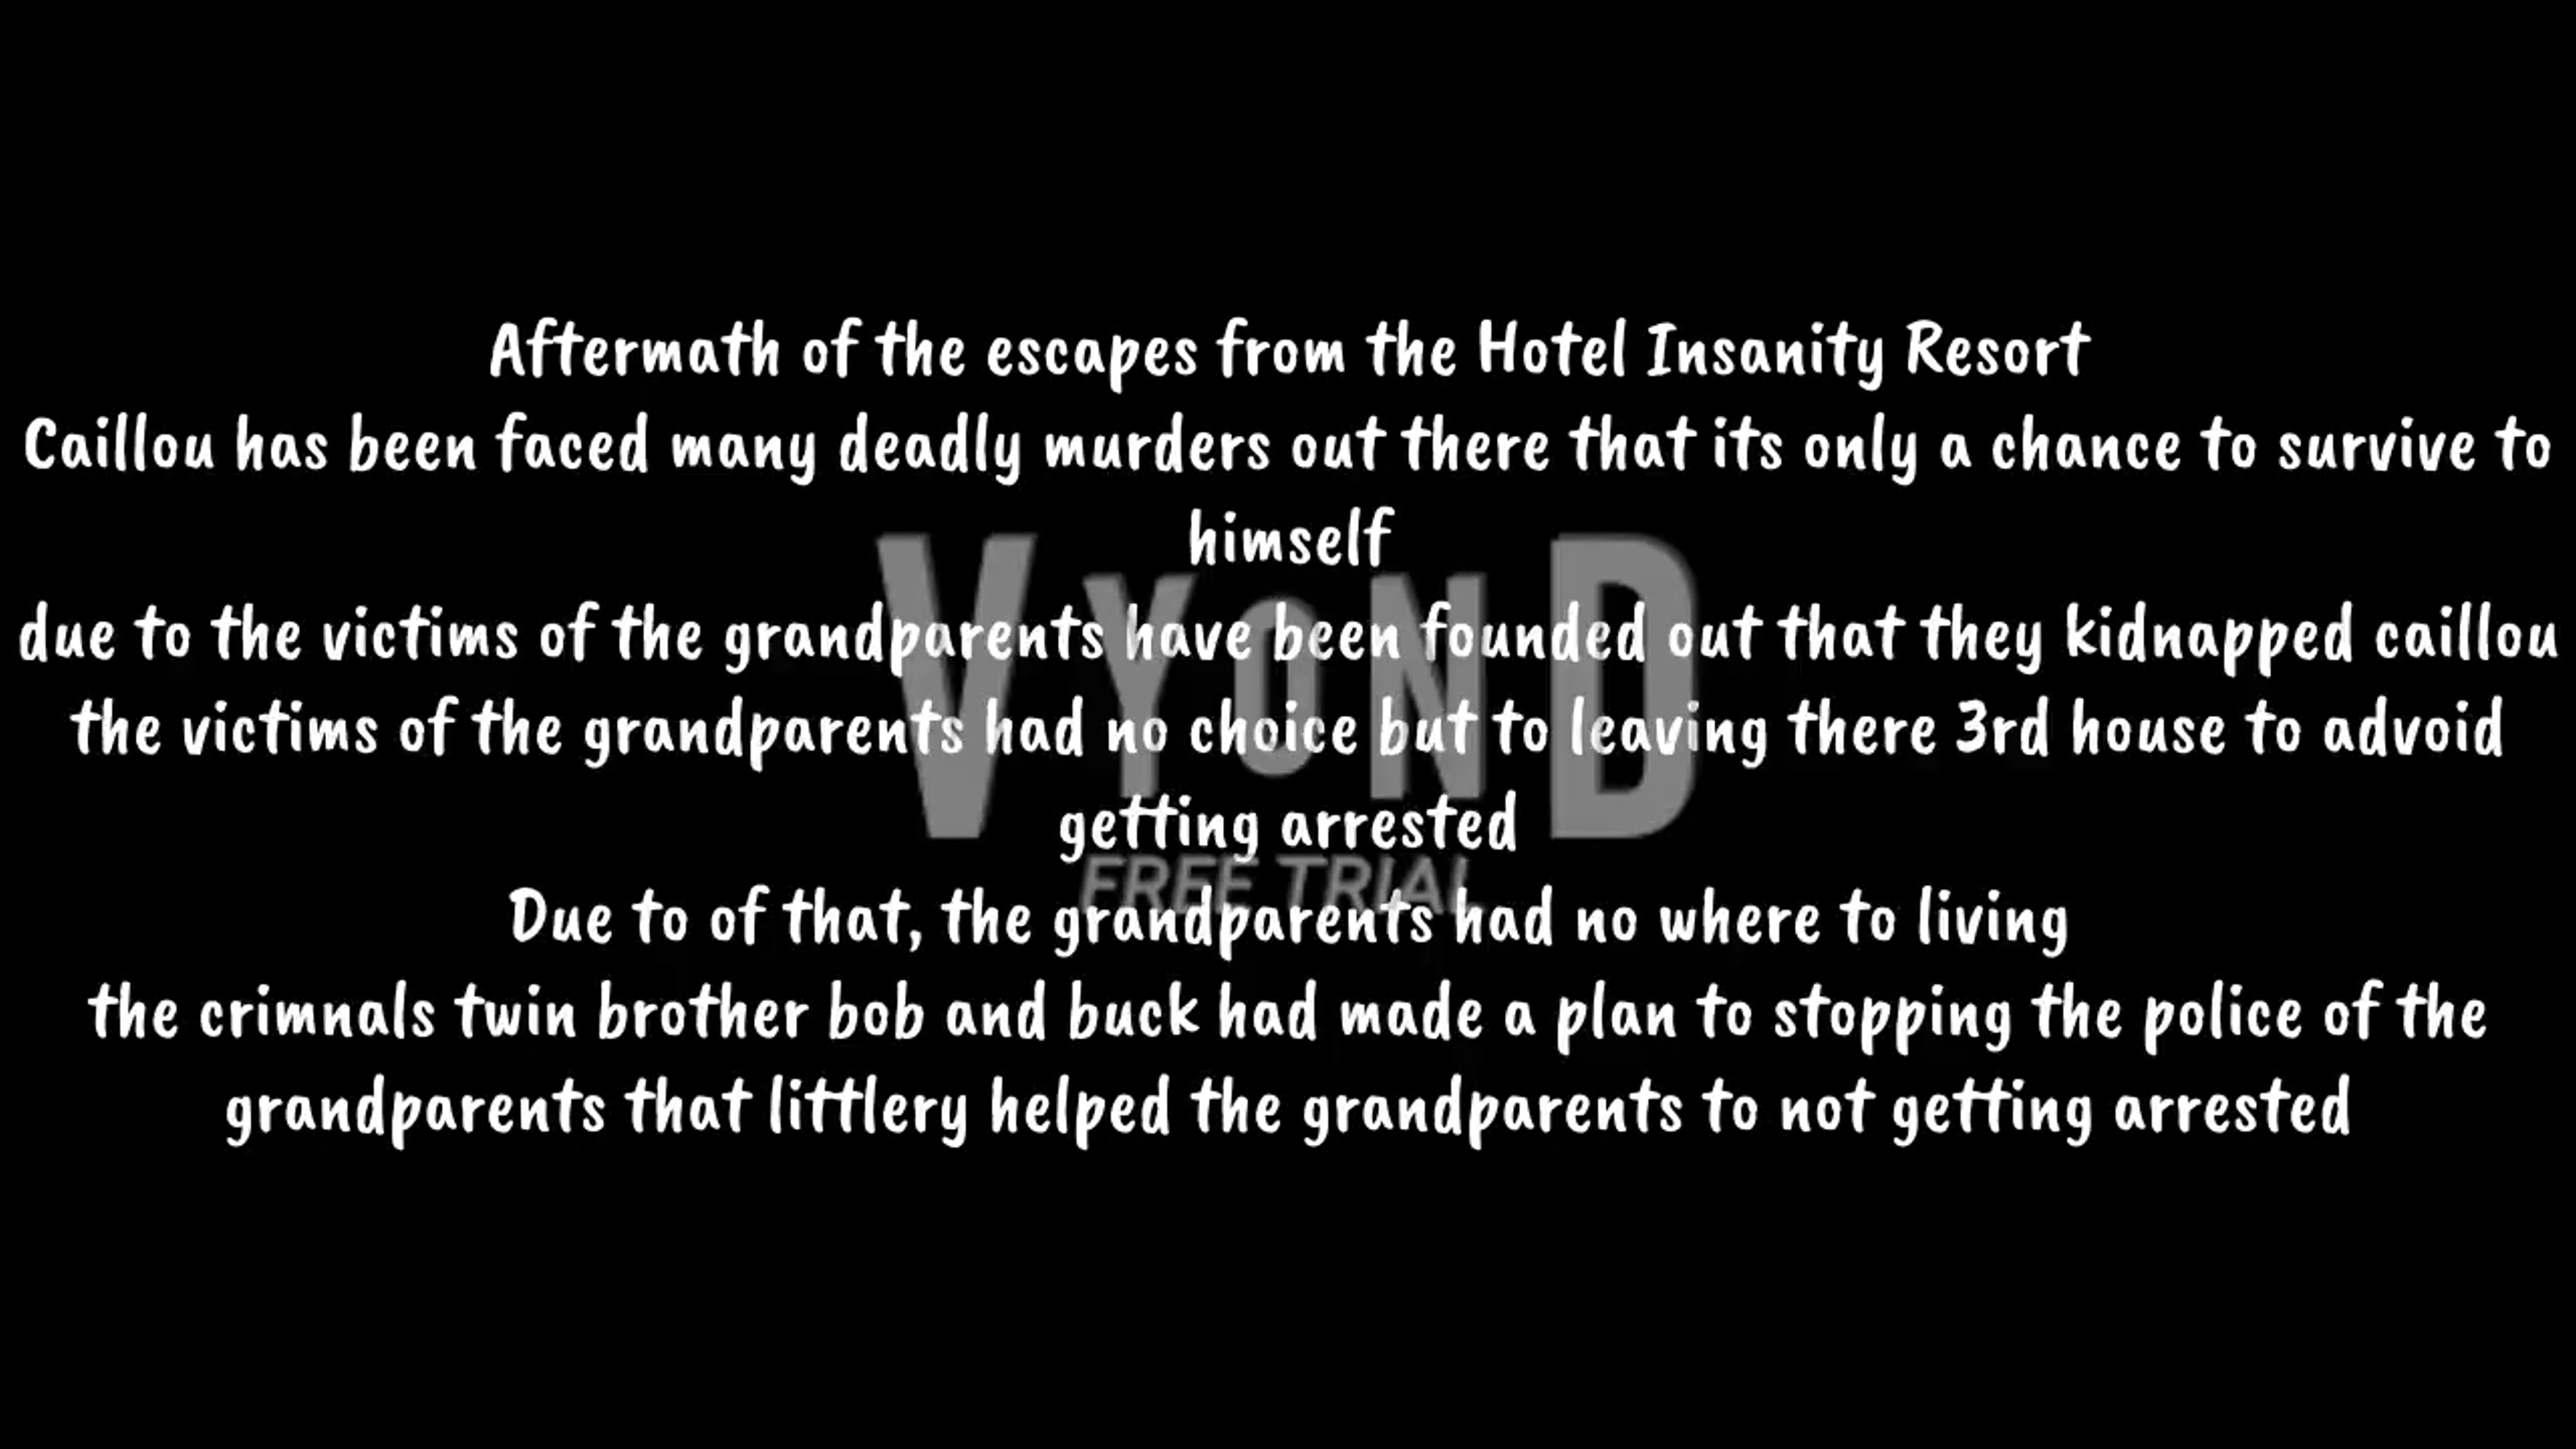 Aftermath of the escapes from the Hotel Insanity Resort
Caillou has been faced many deadly murders out there that its only a chance to survive to
himself
due to the victims of the grandparents have been founded out that they kidnapped caillou
the victims of the grandparents had no choice but to leaving there 3rd house to advoid
getting arrested
Due to of that, the grandparents had no where to living
the crimnals twin brother bob and buck had made a plan to stopping the police of the
grandparents that littlery helped the grandparents to not getting arrested
VYOND
FREE TRIAL